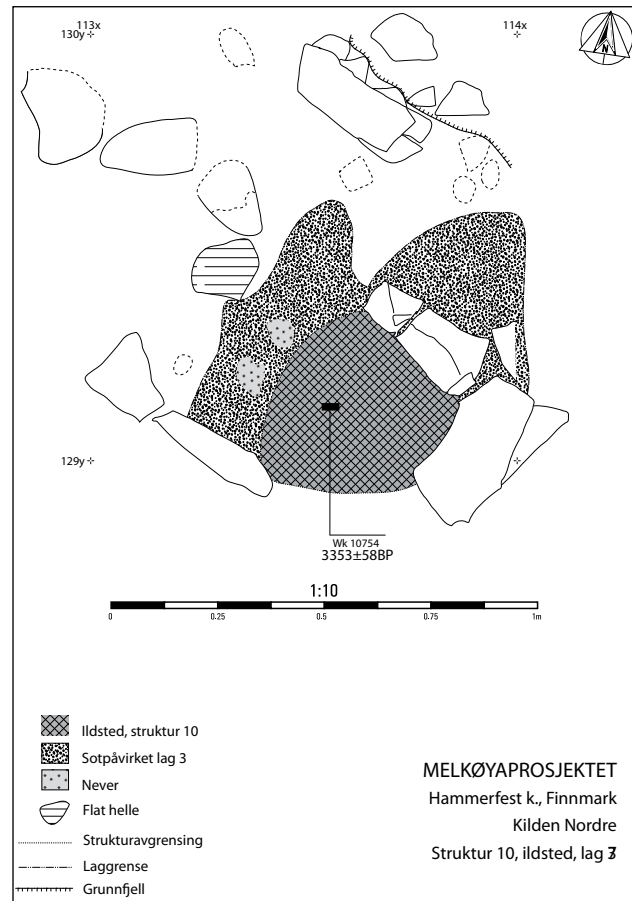 113x
114x
130y
N
129y
Wk 10754
3353±58BP
1:10
0
0.25
0.5
0.75
1m
Ildsted, struktur 10
Sotpåvirket lag 3
Never
Flat helle
Strukturavgrensing
Laggrense
Grunnfjell
MELKØYAPROSJEKTET
Hammerfest k., Finnmark
Kilden Nordre
Struktur 10, ildsted, lag